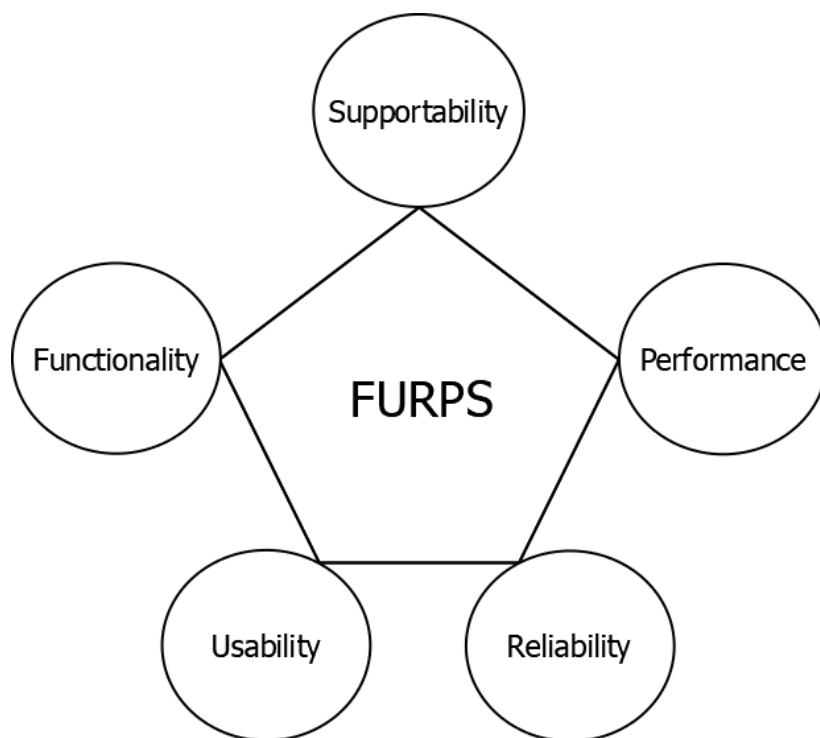 Supportability
Functionality
Performance
FURPS
Usability
Reliability